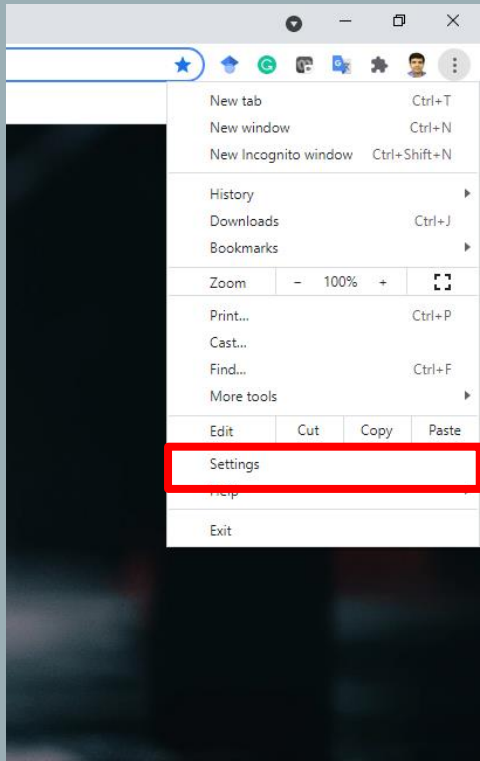 New tab Ctrl+T
New window Ctrl+N
New Incognito window Ctrl+Shift+N
History
Downloads Ctrl+J
Bookmarks
Zoom - 100% +
Print... Ctrl+P
Cast...
Find... Ctrl+F
More tools
Edit Cut Copy Paste
Settings
Help
Exit